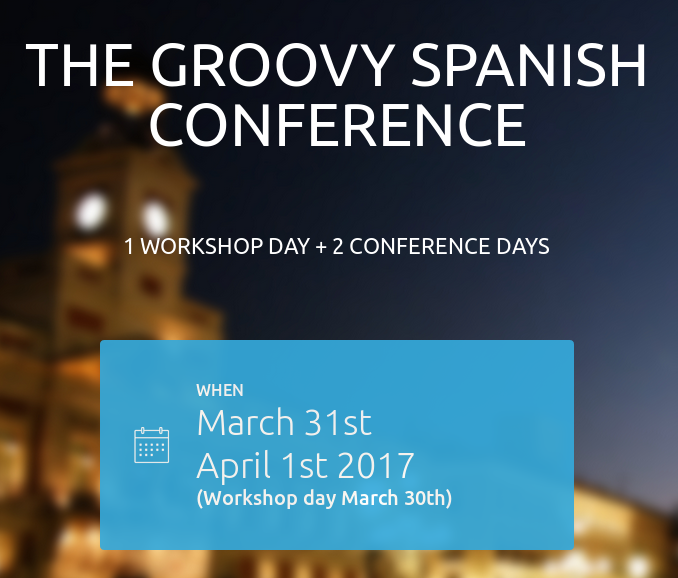 THE GROOVY SPANISH
CONFERENCE
1 WORKSHOP DAY + 2 CONFERENCE DAYS
WHEN
March 31st
April 1st 2017
(Workshop day March 30th)